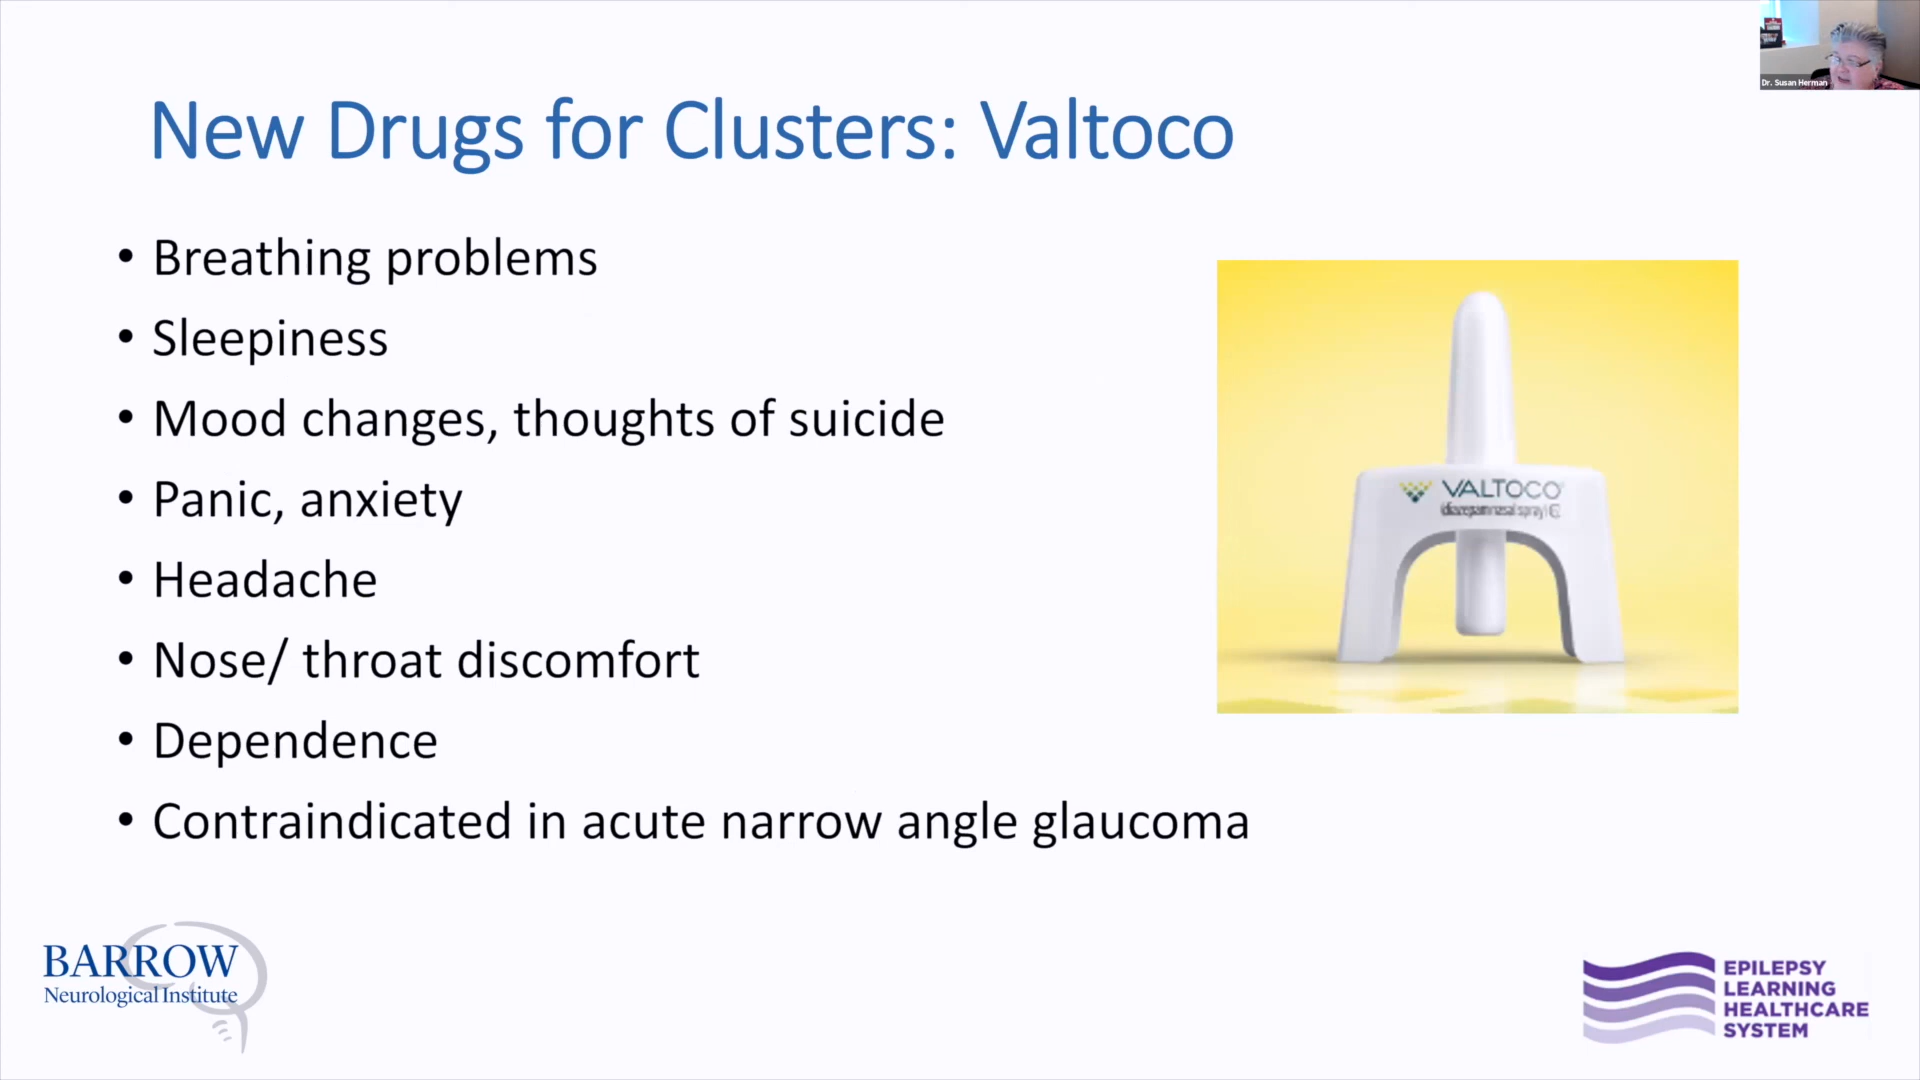 Dr. Susan Herman
New Drugs for Clusters: Valtoco
• Breathing problems
• Sleepiness
• Mood changes, thoughts of suicide
• Panic, anxiety
• Headache
• Nose/ throat discomfort
• Dependence
• Contraindicated in acute narrow angle glaucoma
VALTOCO
(diazepam nasal spray) C
BARROW
Neurological Institute
EPILEPSY
LEARNING
HEALTHCARE
SYSTEM